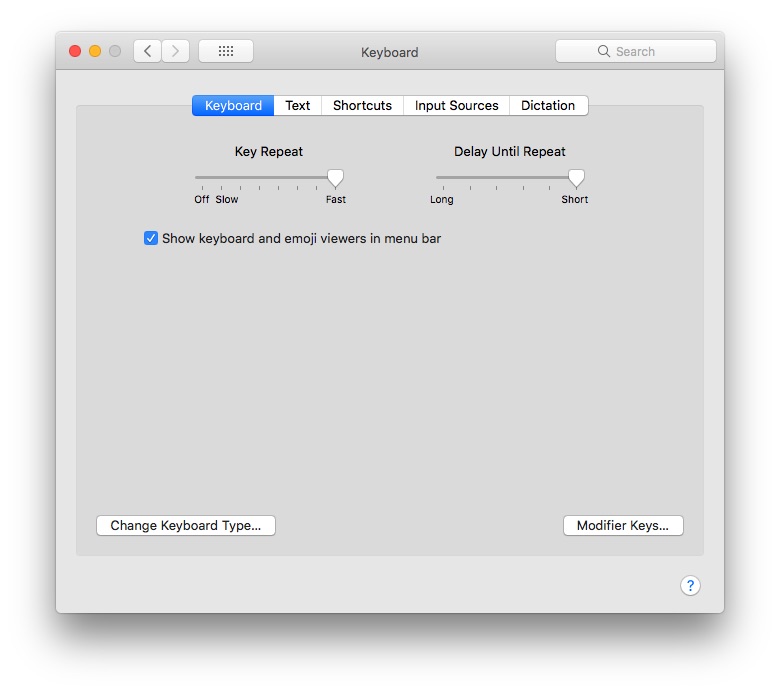 Keyboard
Search
Keyboard Text Shortcuts Input Sources Dictation
Key Repeat Delay Until Repeat
Off Slow Fast Long Short
Show keyboard and emoji viewers in menu bar
Change Keyboard Type... Modifier Keys...
?